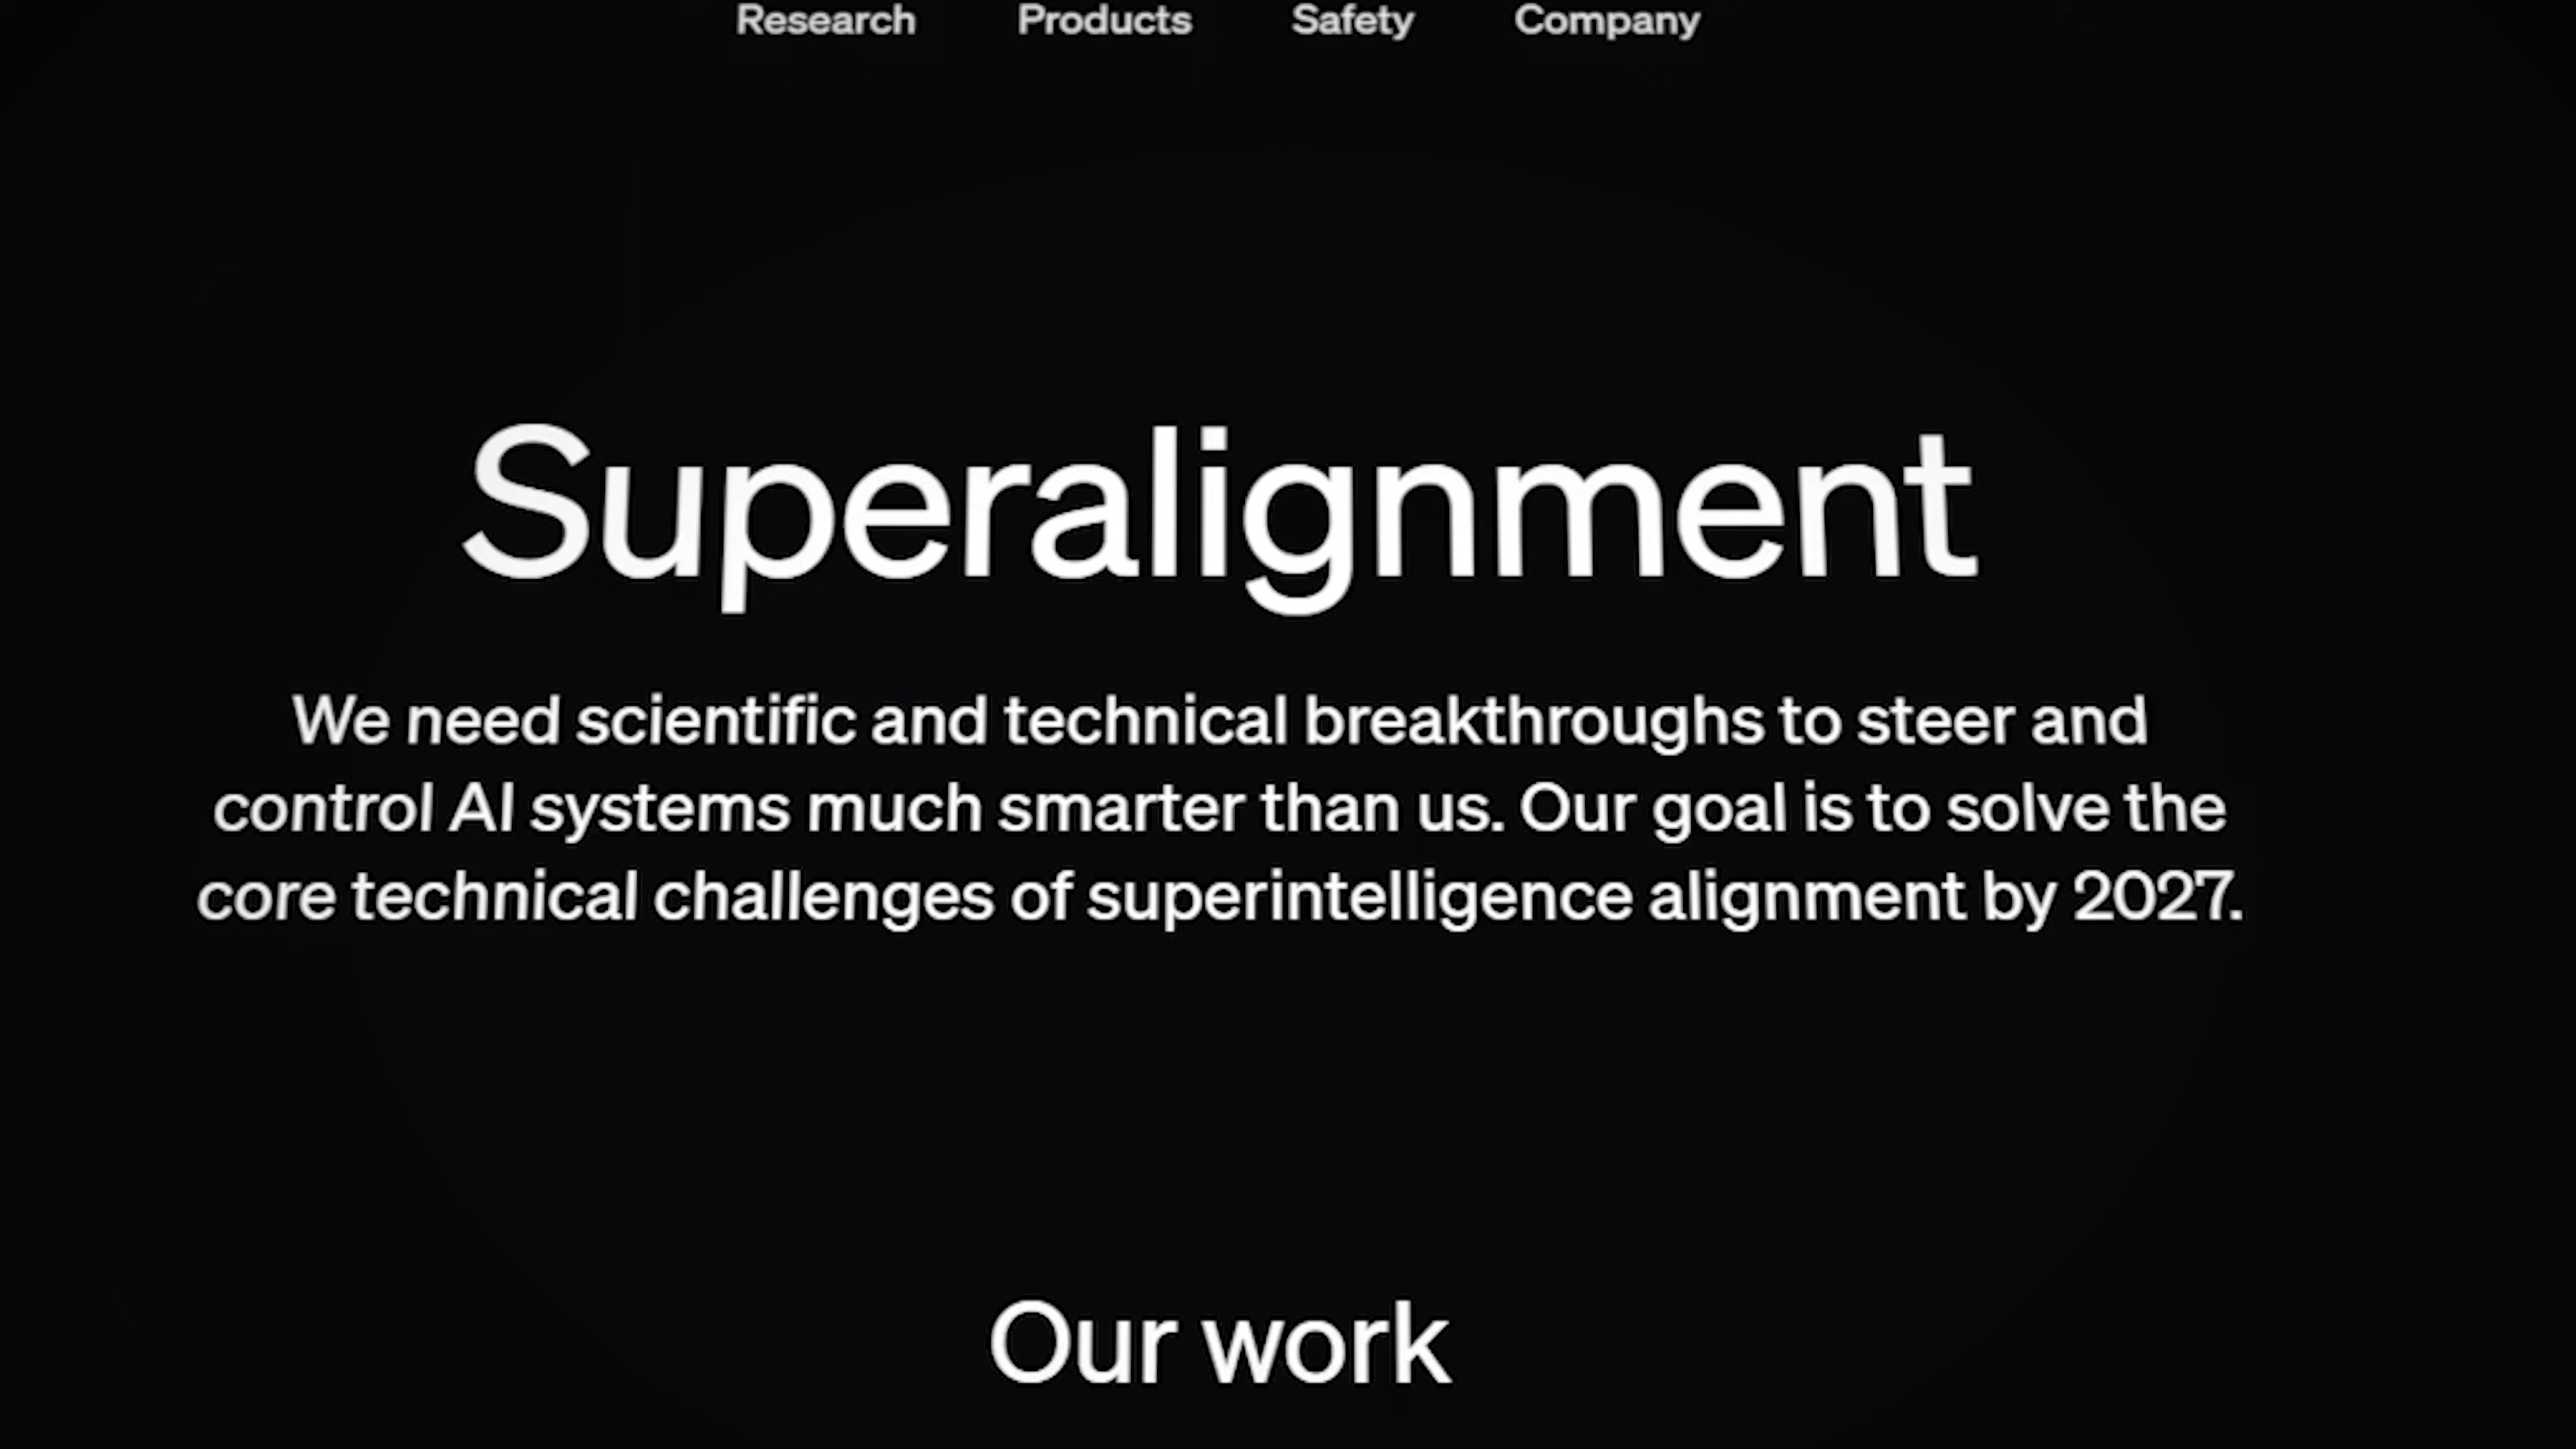 Research Products Safety Company
Superalignment
We need scientific and technical breakthroughs to steer and
control AI systems much smarter than us. Our goal is to solve the
core technical challenges of superintelligence alignment by 2027.
Our work